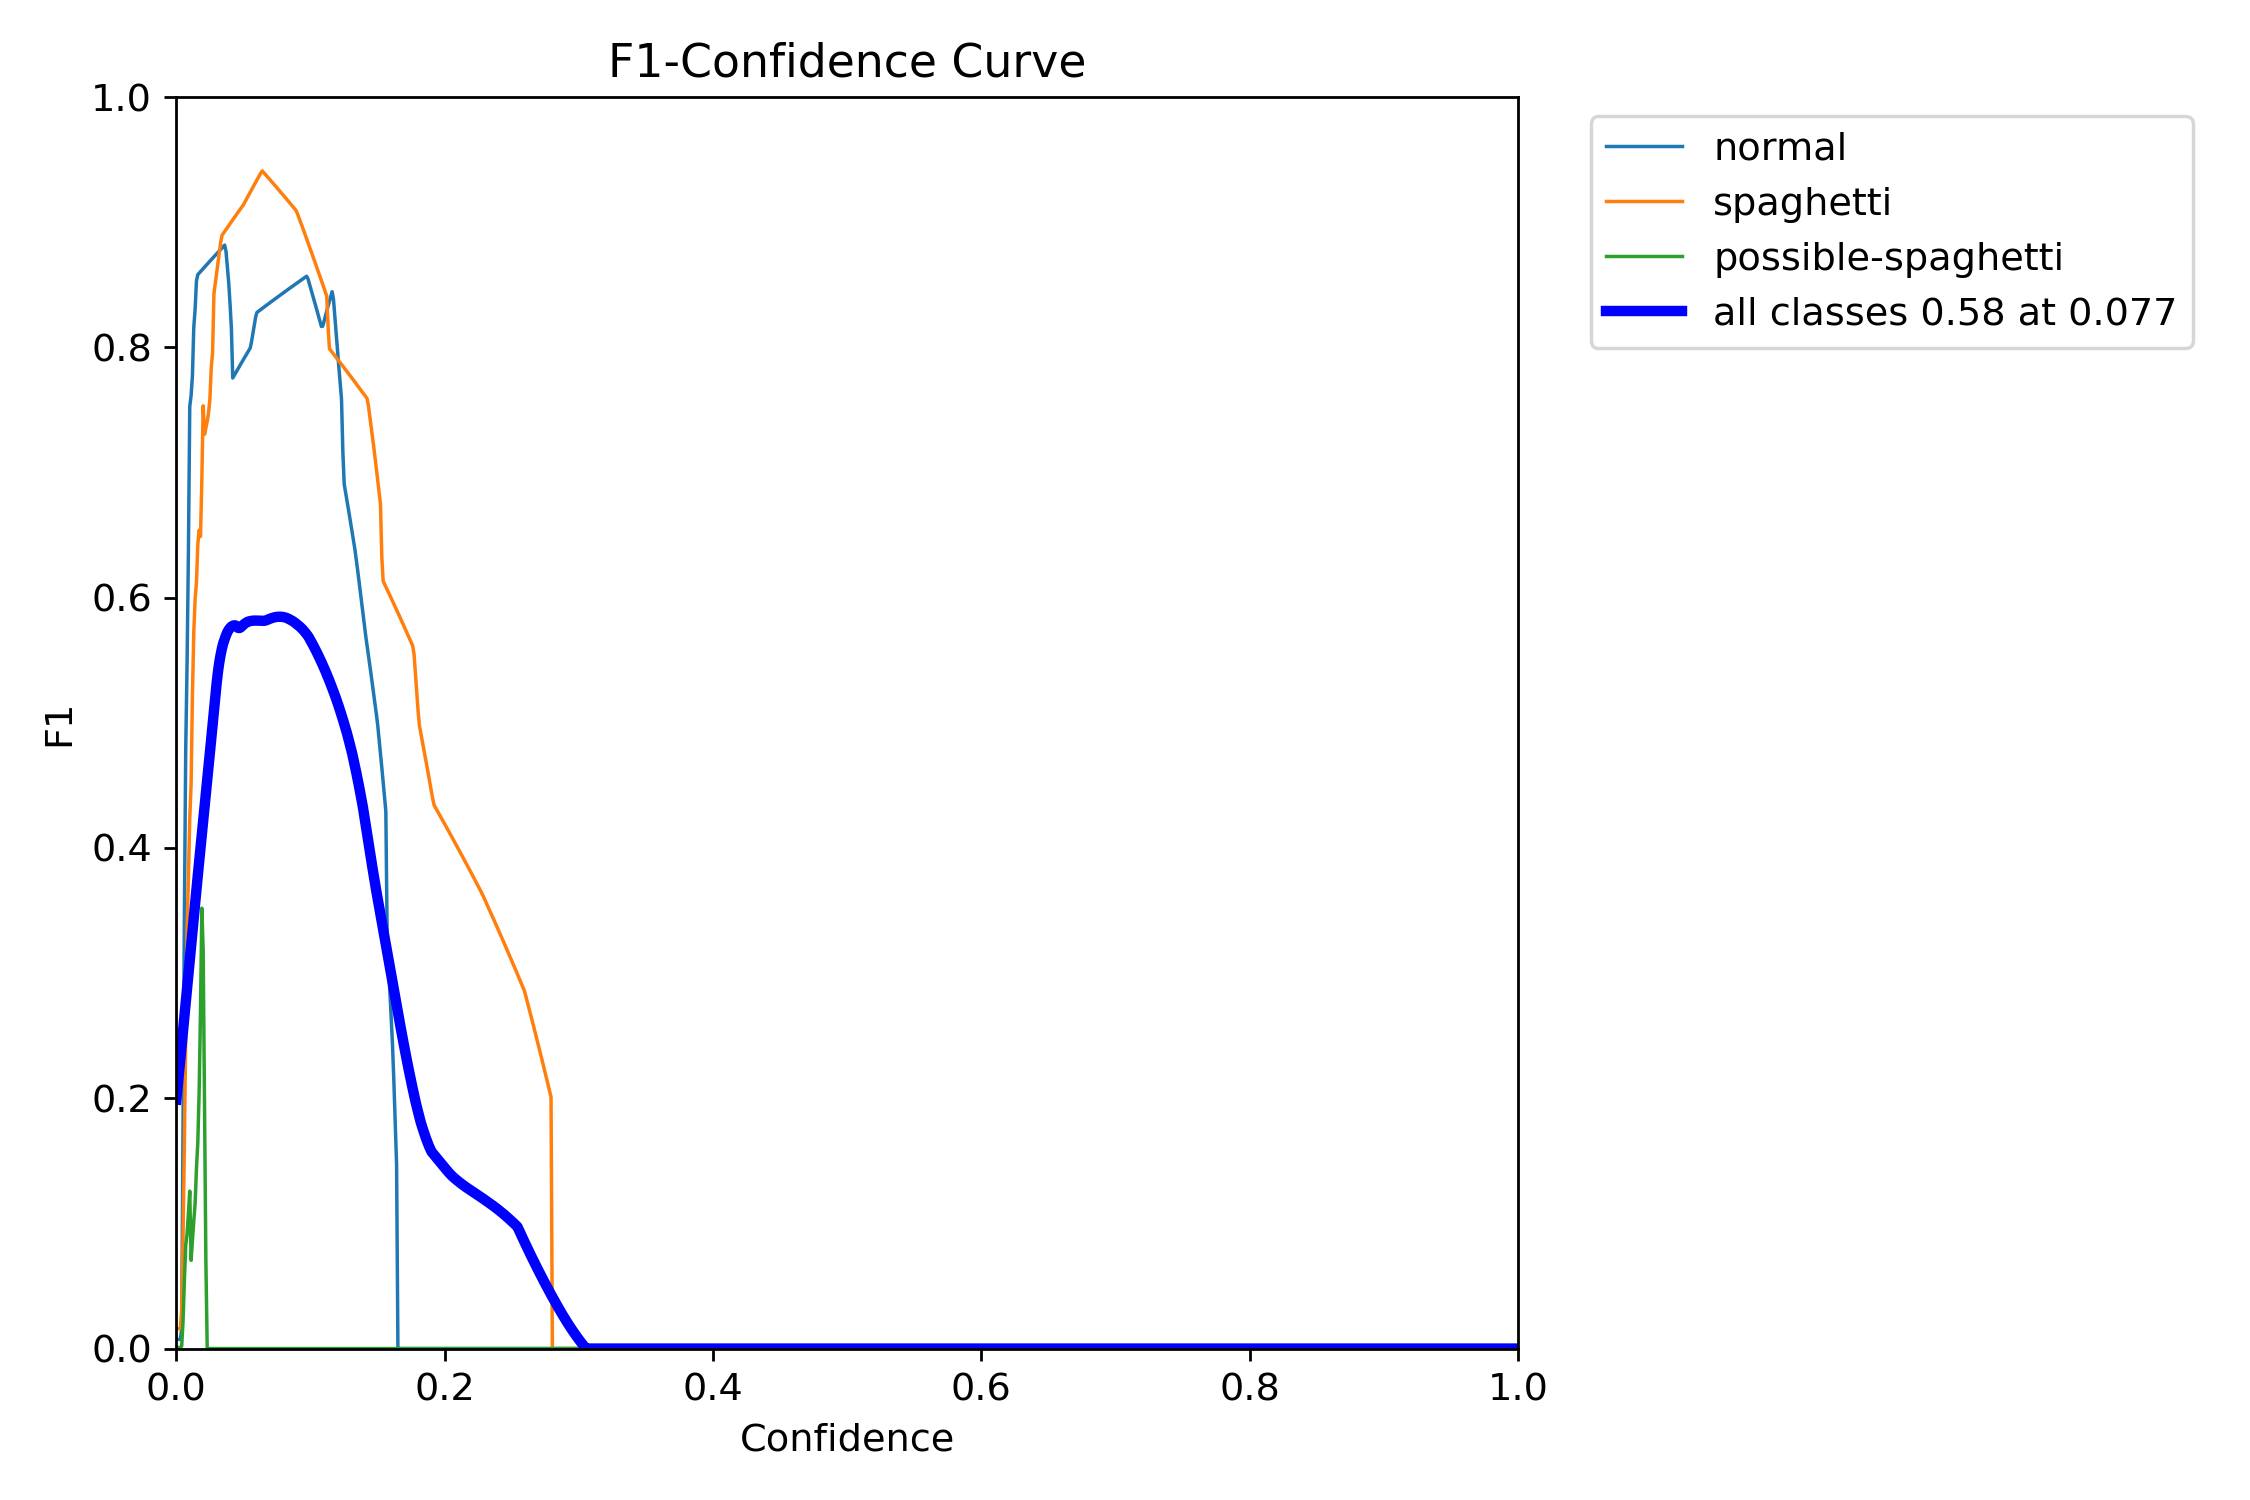 F1-Confidence Curve
1.0
0.8
0.6
0.4
0.2
0.0
F1
0.0 0.2 0.4 0.6 0.8 1.0
Confidence
normal
spaghetti
possible-spaghetti
all classes 0.58 at 0.077